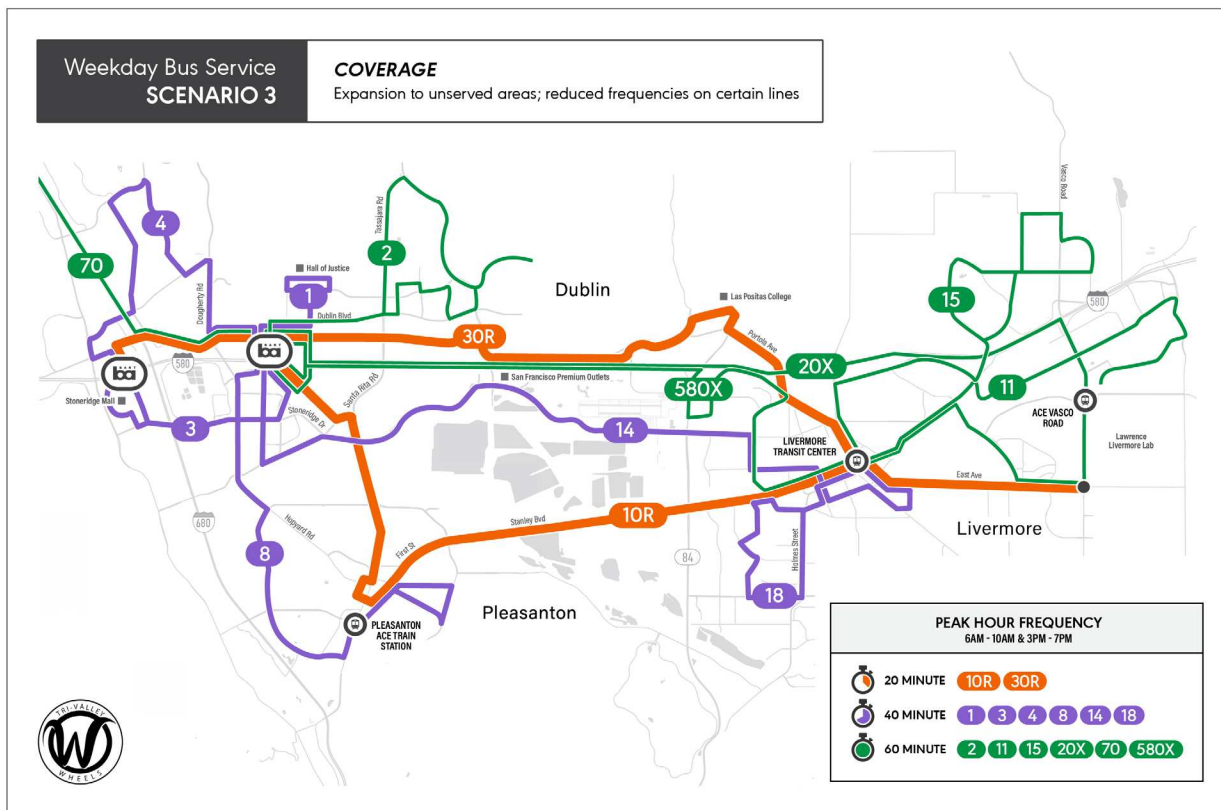 Weekday Bus Service
SCENARIO 3
COVERAGE
Expansion to unserved areas; reduced frequencies on certain lines
4
70
Hall of Justice
1
Dougherty Rd
Tassajara Rd
2
Dublin Blvd
Dublin
30R
Las Positas College
Portola Ave
Vasco Road
15
580
ba
ba
580
Stoneridge Mall
3
Stoneridge Dr
Santa Rita Rd
San Francisco Premium Outlets
580X
20X
11
14
ACE VASCO
ROAD
LIVERMORE
TRANSIT CENTER
Lawrence
Livermore Lab
East Ave
680
Hopyard Rd
8
First St
Stanley Blvd
10R
84
Holmes Street
18
Livermore
Pleasanton
PLEASANTON
ACE TRAIN
STATION
TRI-VALLEY
W
WHEELS
PEAK HOUR FREQUENCY
6AM - 10AM & 3PM - 7PM
20 MINUTE 10R 30R
40 MINUTE 1 3 4 8 14 18
60 MINUTE 2 11 15 20X 70 580X